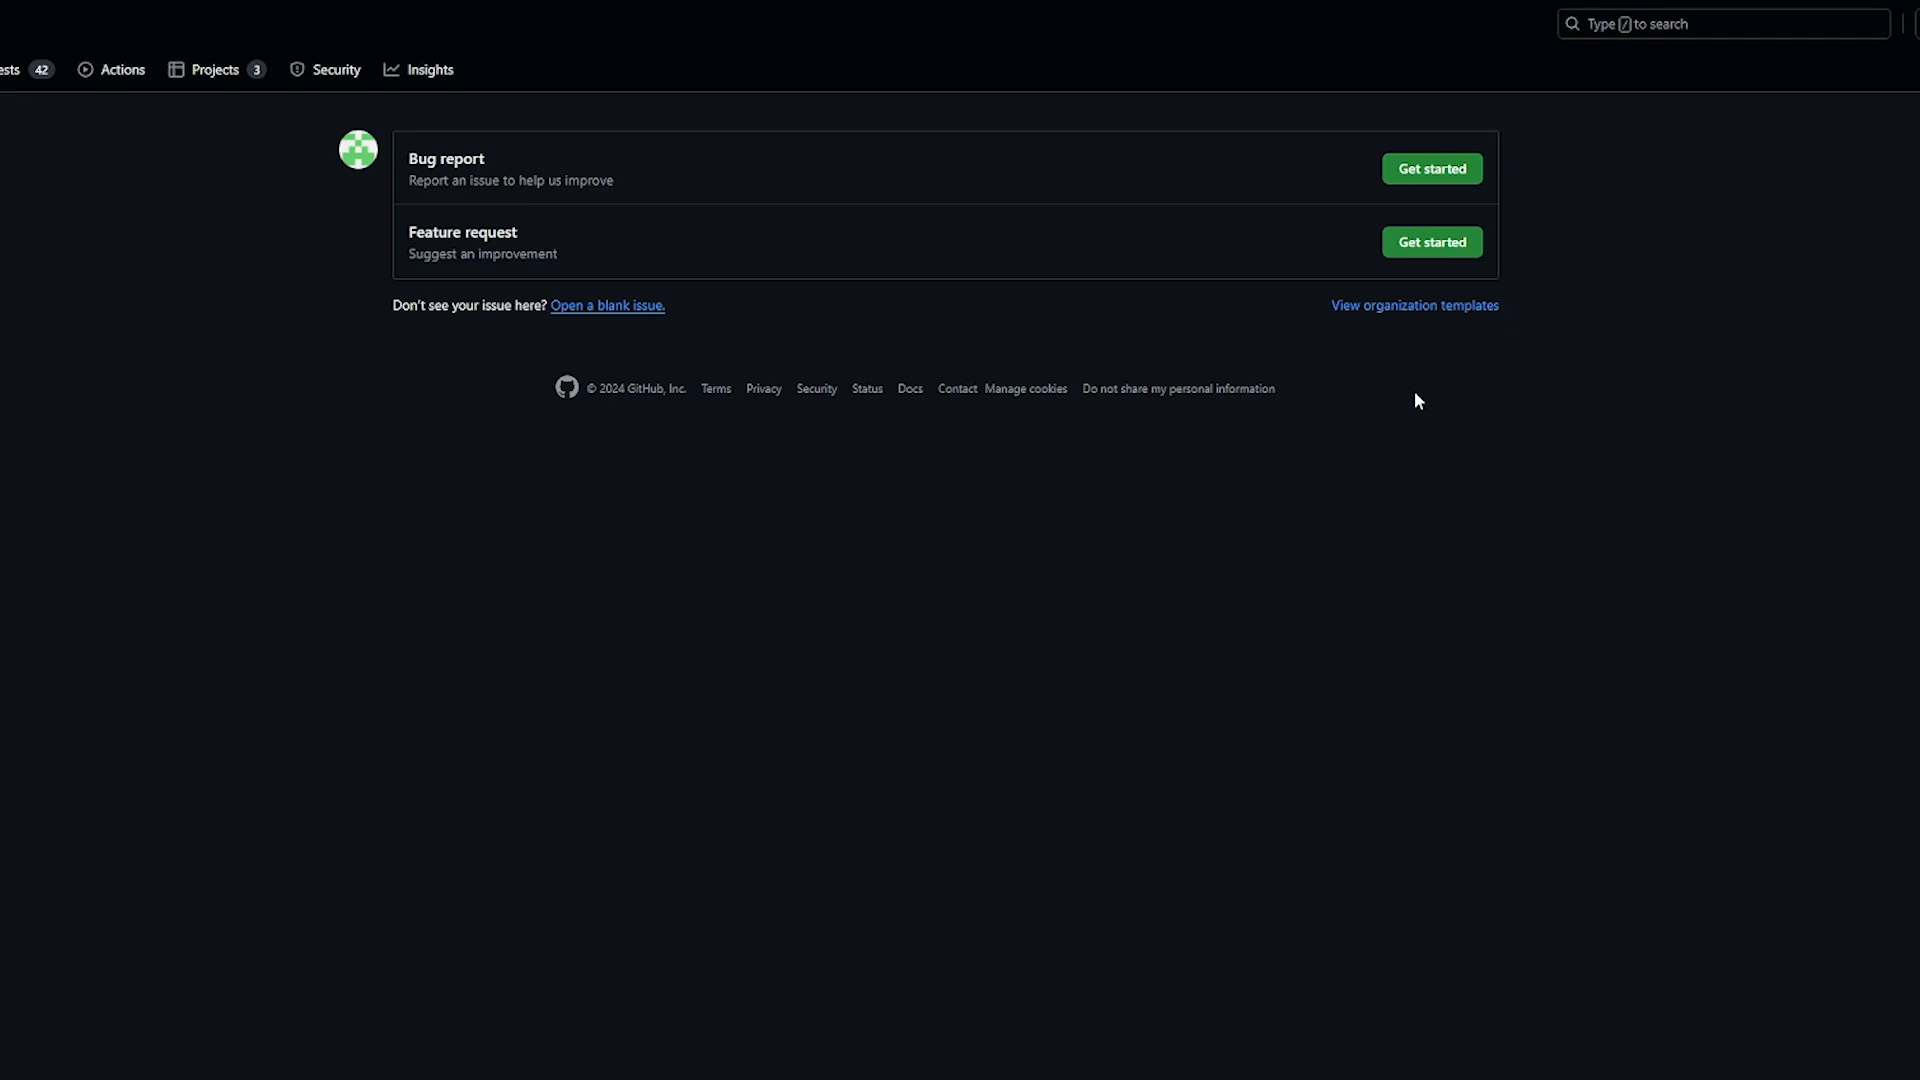 Type / to search
ests 42 Actions Projects 3 Security Insights
Bug report
Report an issue to help us improve
Get started
Feature request
Suggest an improvement
Get started
Don't see your issue here? Open a blank issue.
View organization templates
© 2024 GitHub, Inc. Terms Privacy Security Status Docs Contact Manage cookies Do not share my personal information